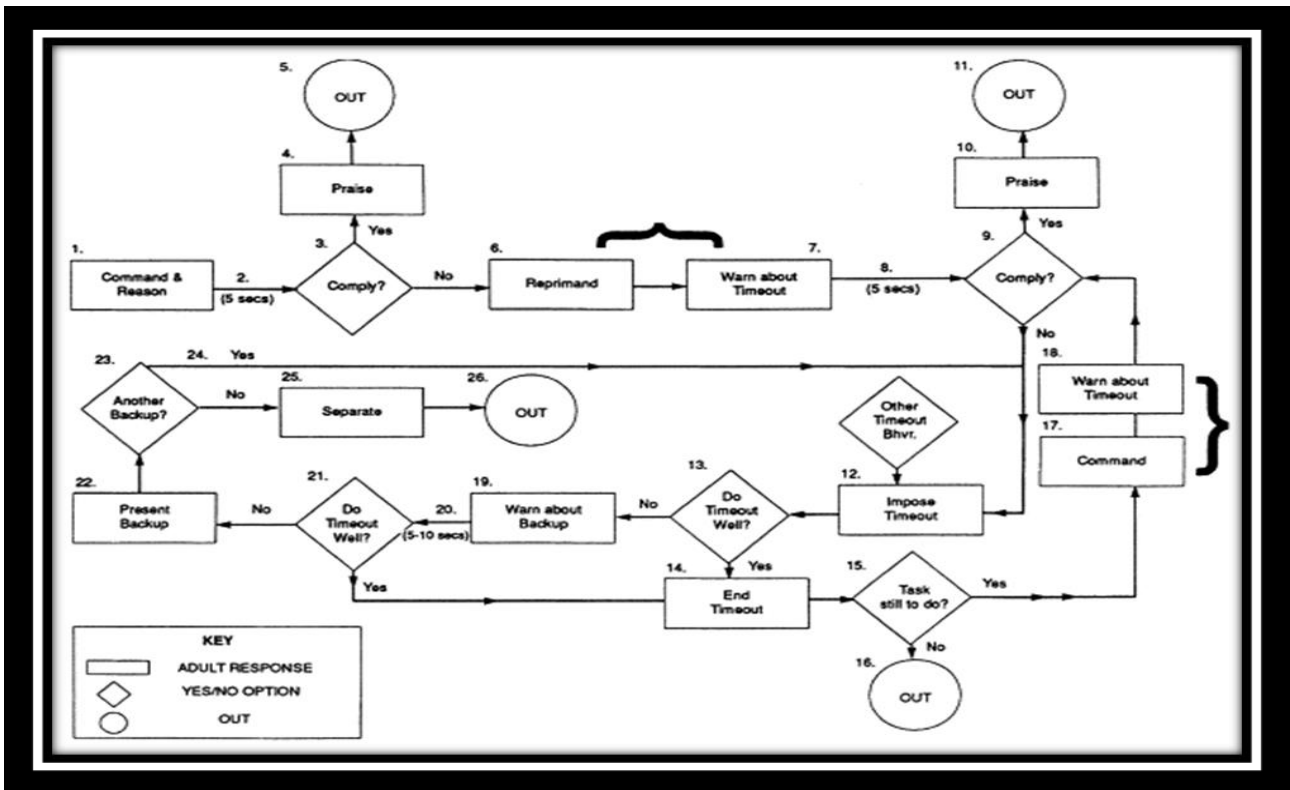 5.
OUT
4.
Praise
Yes
11.
OUT
10.
Praise
Yes
1.
Command &
Reason
2.
(5 secs)
3.
Comply?
No
6.
Reprimand
7.
Warn about
Timeout
8.
(5 secs)
9.
Comply?
No
23.
Another
Backup?
24. Yes
No
25.
Separate
26.
OUT
Other
Timeout
Bhvr.
18.
Warn about
Timeout
17.
Command
22.
Present
Backup
No
21.
Do
Timeout
Well?
Yes
20.
(5-10 secs)
19.
Warn about
Backup
No
13.
Do
Timeout
Well?
Yes
12.
Impose
Timeout
14.
End
Timeout
15.
Task
still to do?
Yes
No
16.
OUT
KEY
ADULT RESPONSE
YES/NO OPTION
OUT